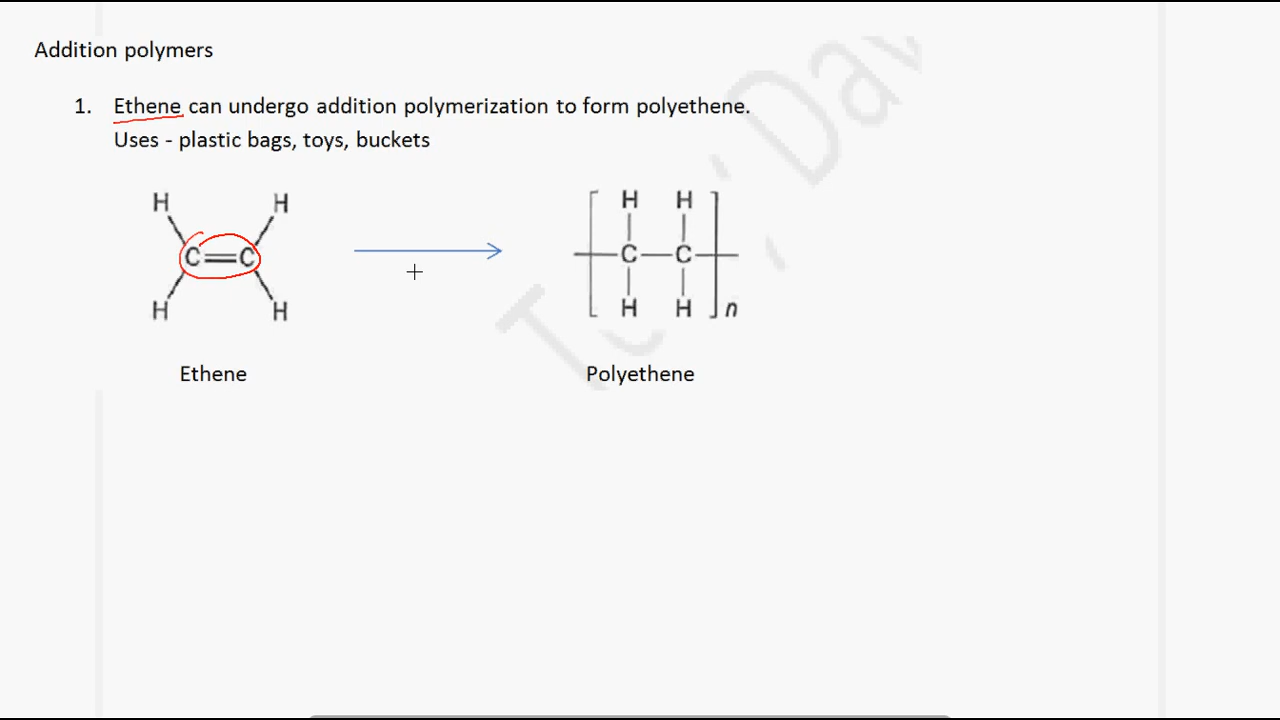 Addition polymers
1. Ethene can undergo addition polymerization to form polyethene.
Uses - plastic bags, toys, buckets
H H H H
C=C C—C
H H H H n
Ethene Polyethene